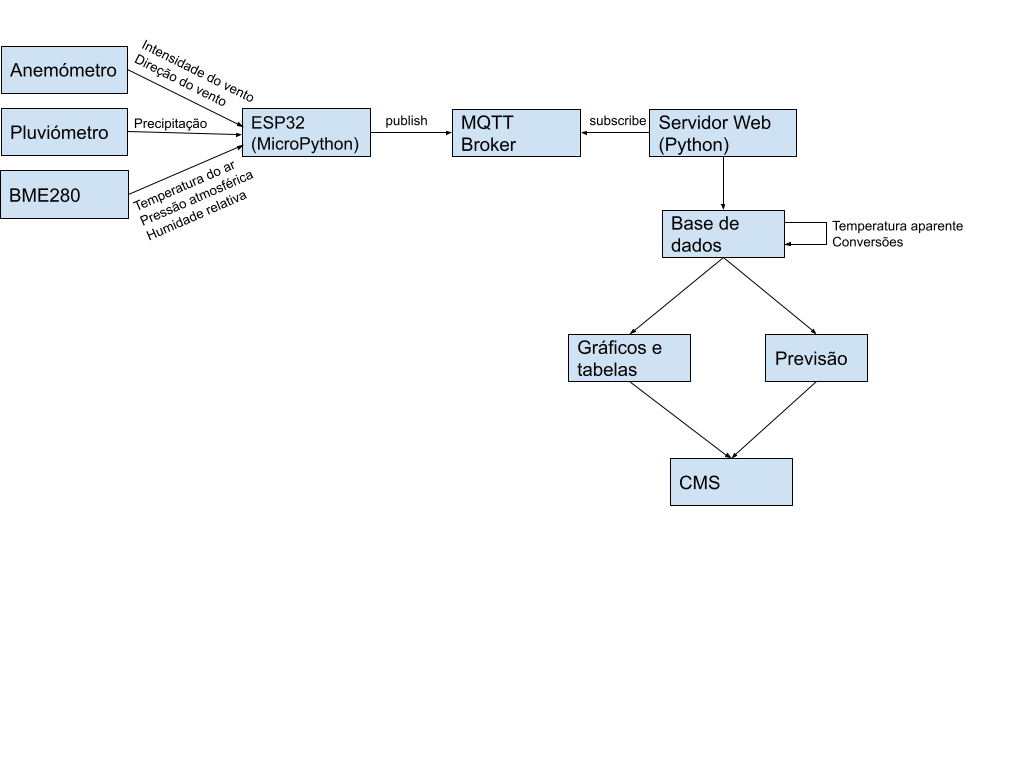 Anemómetro
Intensidade do vento
Direção do vento
Pluviómetro
Precipitação
BME280
Temperatura do ar
Pressão atmosférica
Humidade relativa
ESP32
(MicroPython)
publish
MQTT
Broker
subscribe
Servidor Web
(Python)
Base de
dados
Temperatura aparente
Conversões
Gráficos e
tabelas
Previsão
CMS